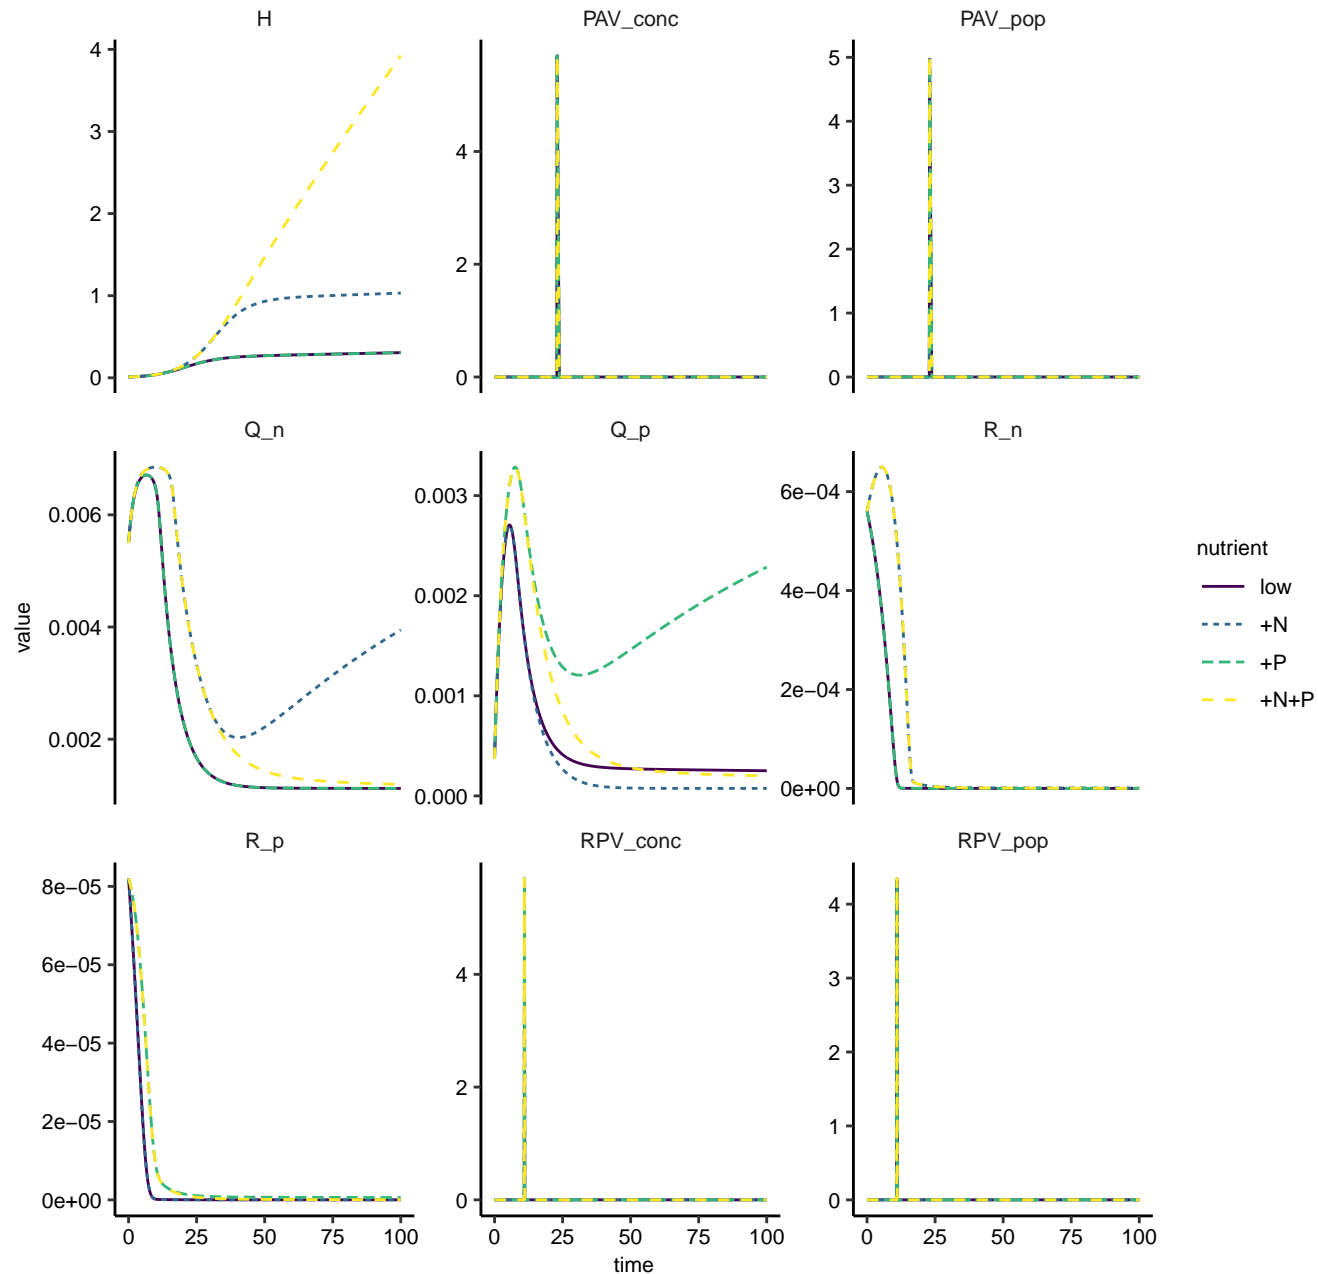 H
PAV_conc
PAV_pop
4
3
2
1
0
4
2
0
5
4
3
2
1
0
Q_n
Q_p
R_n
0.006
0.004
0.002
0.003
0.002
0.001
0.000
6e−04
4e−04
2e−04
0e+00
value
nutrient
low
+N
+P
+N+P
R_p
RPV_conc
RPV_pop
8e−05
6e−05
4e−05
2e−05
0e+00
4
2
0
4
3
2
1
0
0 25 50 75 100
0 25 50 75 100
0 25 50 75 100
time